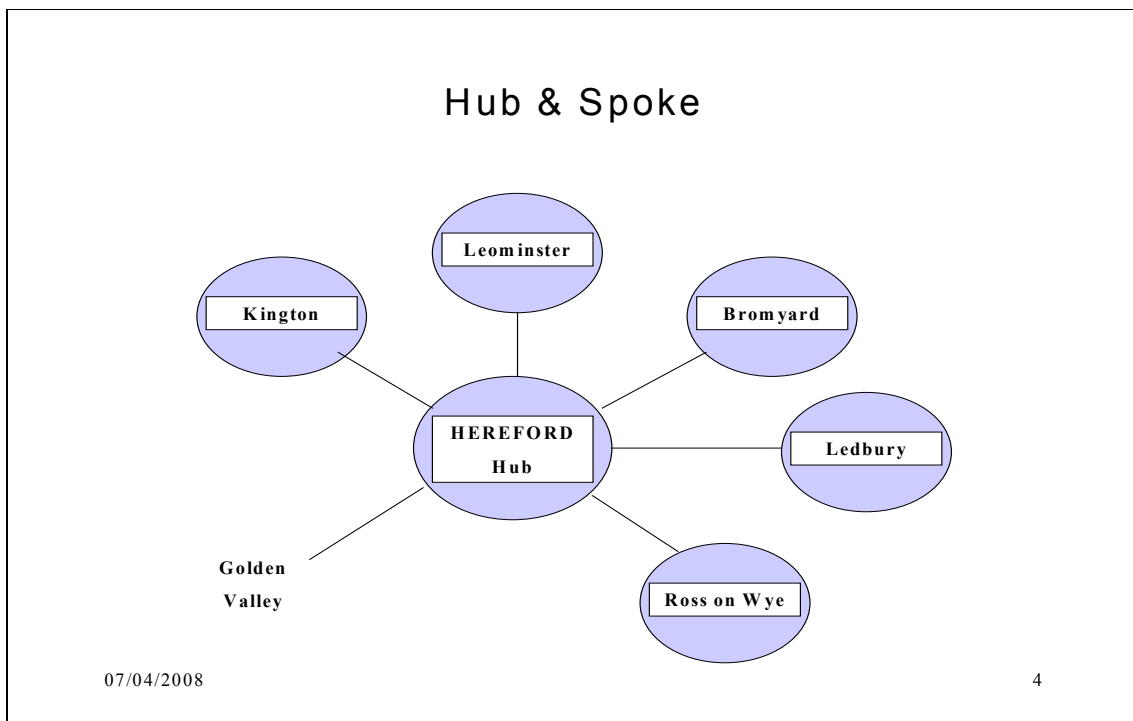 Hub & Spoke
Leominster
Kington
Bromyard
HEREFORD
Hub
Ledbury
Golden
Valley
Ross on Wye
07/04/2008
4